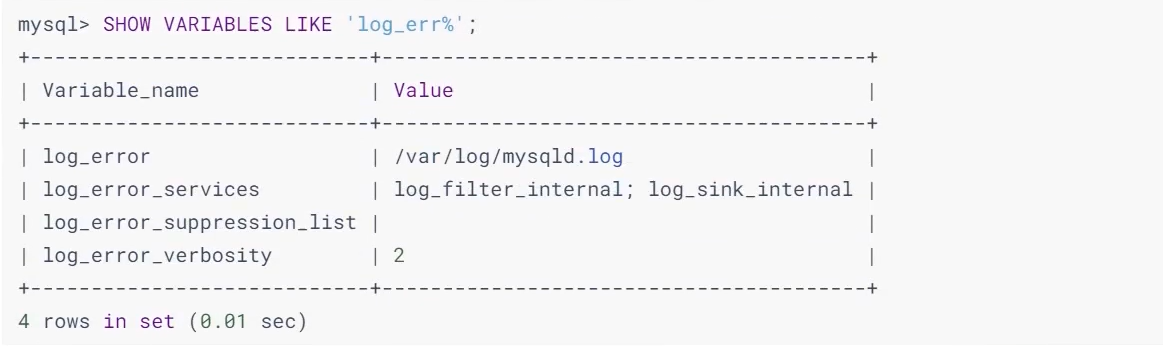 mysql> SHOW VARIABLES LIKE 'log_err%';
+----------------------------+----------------------------------------+
| Variable_name              | Value                                  |
+----------------------------+----------------------------------------+
| log_error                  | /var/log/mysqld.log                    |
| log_error_services         | log_filter_internal; log_sink_internal |
| log_error_suppression_list |                                        |
| log_error_verbosity        | 2                                      |
+----------------------------+----------------------------------------+
4 rows in set (0.01 sec)